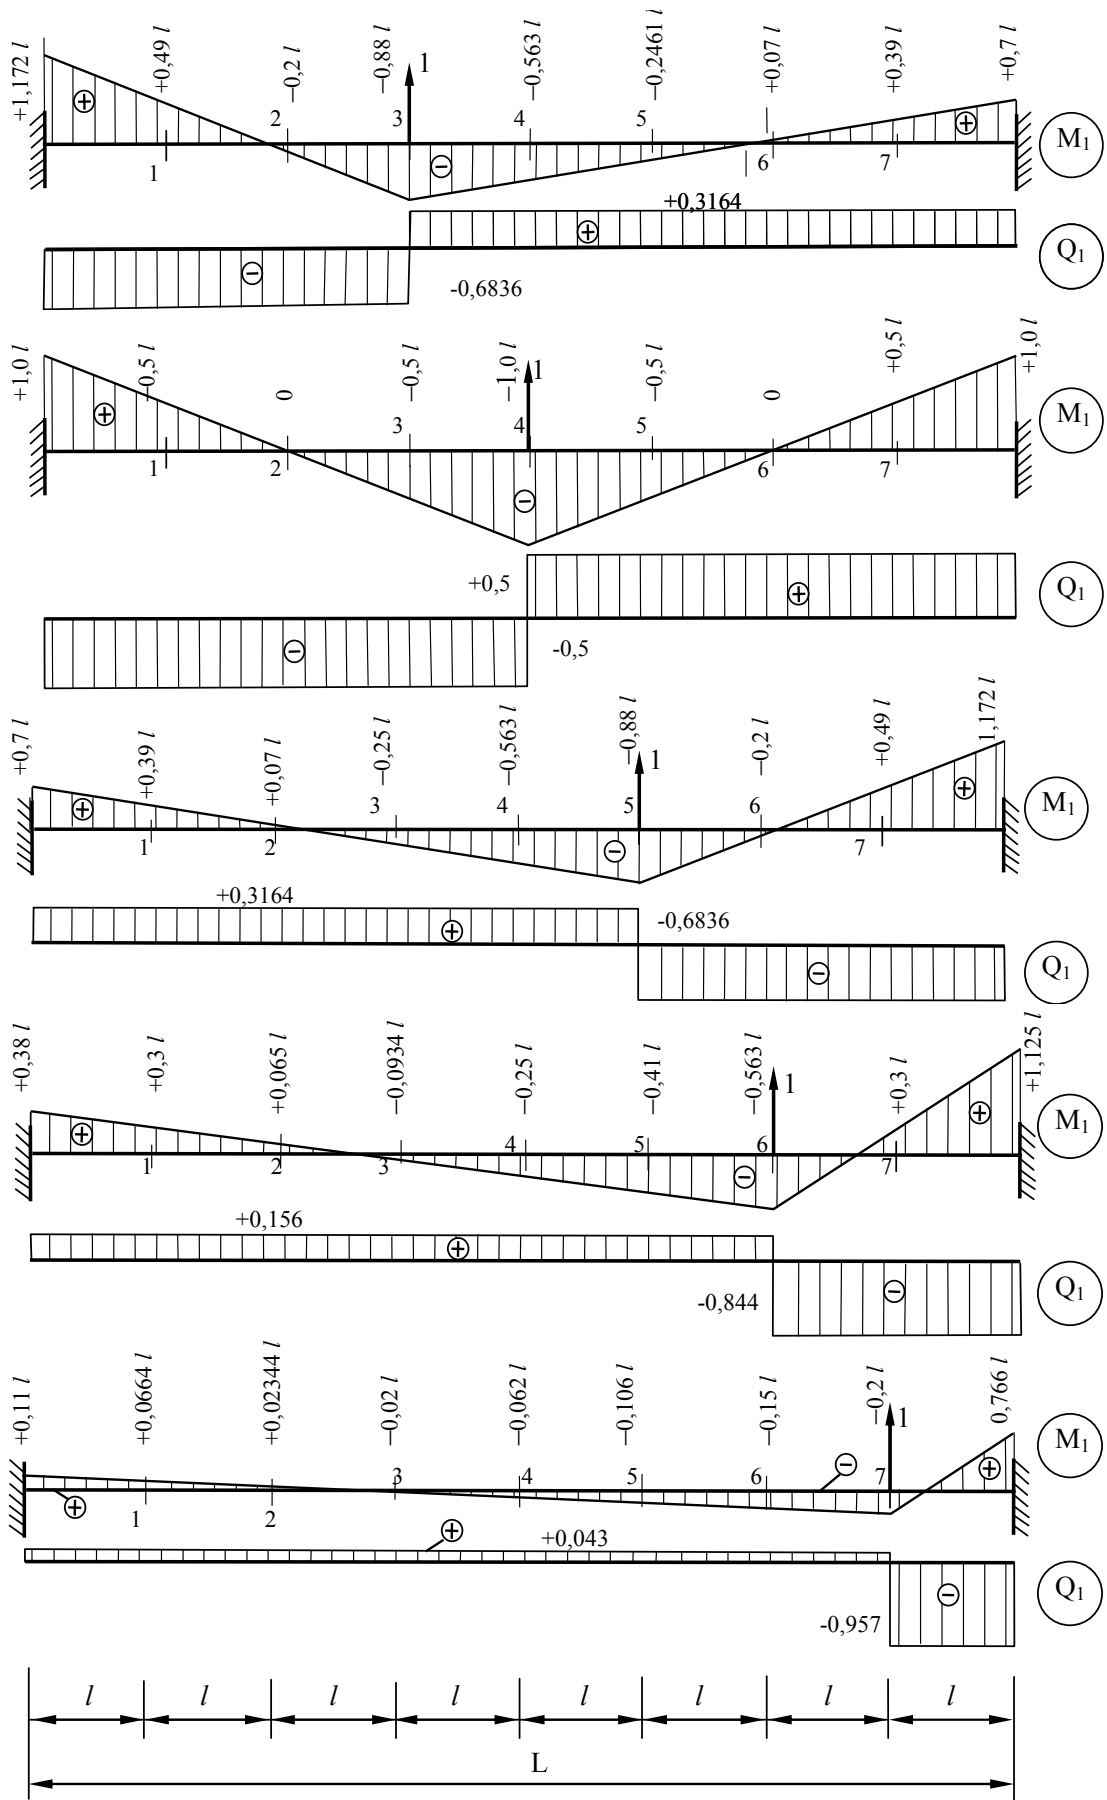 +1,172 l +0,49 l −0,2 l −0,88 l 1 −0,563 l −0,2461 l +0,07 l +0,39 l +0,7 l
2 3 4 5
1 6 7
M1
+0,3164
-0,6836
Q1
+1,0 l −0,5 l 0 −0,5 l −1,0 l 1 −0,5 l 0 +0,5 l +1,0 l
3 4 5
1 2 6 7
M1
+0,5
-0,5
Q1
+0,7 l +0,39 l +0,07 l −0,25 l −0,563 l −0,88 l 1 −0,2 l +0,49 l 1,172 l
3 4 5 6
1 2 7
M1
+0,3164
-0,6836
Q1
+0,38 l +0,3 l +0,065 l −0,0934 l −0,25 l −0,41 l −0,563 l 1 +0,3 l +1,125 l
4 5 6
1 2 3 7
M1
+0,156
-0,844
Q1
+0,11 l +0,0664 l +0,02344 l −0,02 l −0,062 l −0,106 l −0,15 l −0,2 l 1 0,766 l
3 4 5 6 7
1 2
M1
+0,043
-0,957
Q1
l l l l l l l l
L